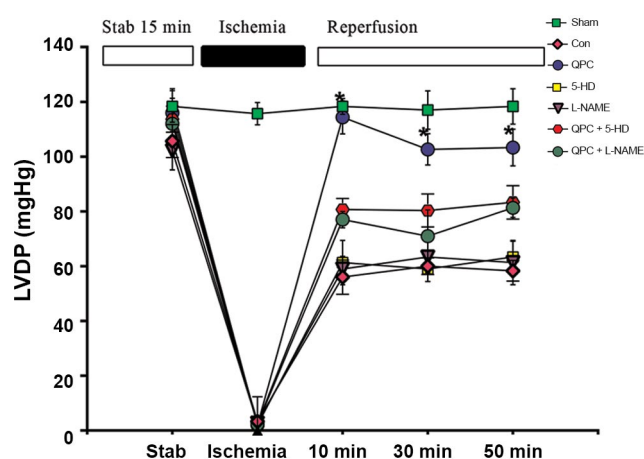 Stab 15 min Ischemia Reperfusion
Sham
Con
QPC
5-HD
L-NAME
QPC + 5-HD
QPC + L-NAME
LVDP (mgHg)
140
120
100
80
60
40
20
0
* * *
Stab Ischemia 10 min 30 min 50 min